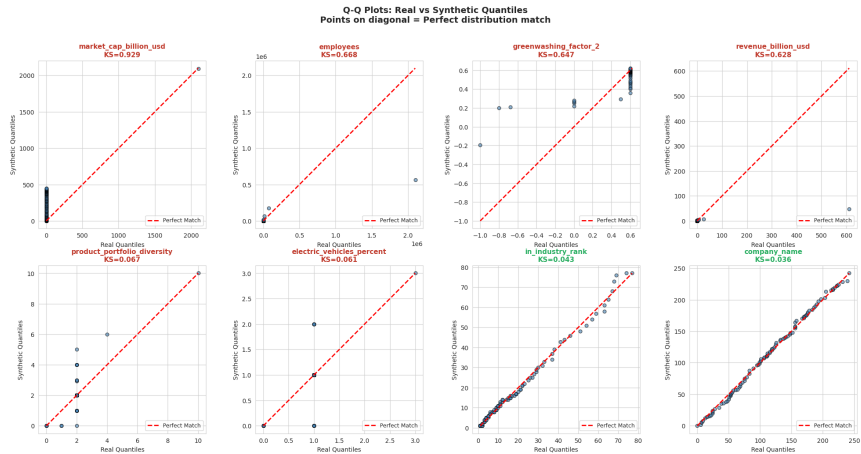 Q-Q Plots: Real vs Synthetic Quantiles
Points on diagonal = Perfect distribution match
market_cap_billion_usd
KS=0.929
2000
1500
1000
500
0
Synthetic Quantiles
0 500 1000 1500 2000
Real Quantiles
Perfect Match
employees
KS=0.668
1e6
2.0
1.5
1.0
0.5
0.0
Synthetic Quantiles
0.0 0.5 1.0 1.5 2.0
1e6
Real Quantiles
Perfect Match
greenwashing_factor_2
KS=0.647
0.6
0.4
0.2
0.0
−0.2
−0.4
−0.6
−0.8
−1.0
Synthetic Quantiles
−1.0 −0.8 −0.6 −0.4 −0.2 0.0 0.2 0.4 0.6
Real Quantiles
Perfect Match
revenue_billion_usd
KS=0.628
600
500
400
300
200
100
0
Synthetic Quantiles
0 100 200 300 400 500 600
Real Quantiles
Perfect Match
product_portfolio_diversity
KS=0.067
10
8
6
4
2
0
Synthetic Quantiles
0 2 4 6 8 10
Real Quantiles
Perfect Match
electric_vehicles_percent
KS=0.061
3.0
2.5
2.0
1.5
1.0
0.5
0.0
Synthetic Quantiles
0.0 0.5 1.0 1.5 2.0 2.5 3.0
Real Quantiles
Perfect Match
in_industry_rank
KS=0.043
80
70
60
50
40
30
20
10
0
Synthetic Quantiles
0 10 20 30 40 50 60 70 80
Real Quantiles
Perfect Match
company_name
KS=0.036
250
200
150
100
50
0
Synthetic Quantiles
0 50 100 150 200 250
Real Quantiles
Perfect Match